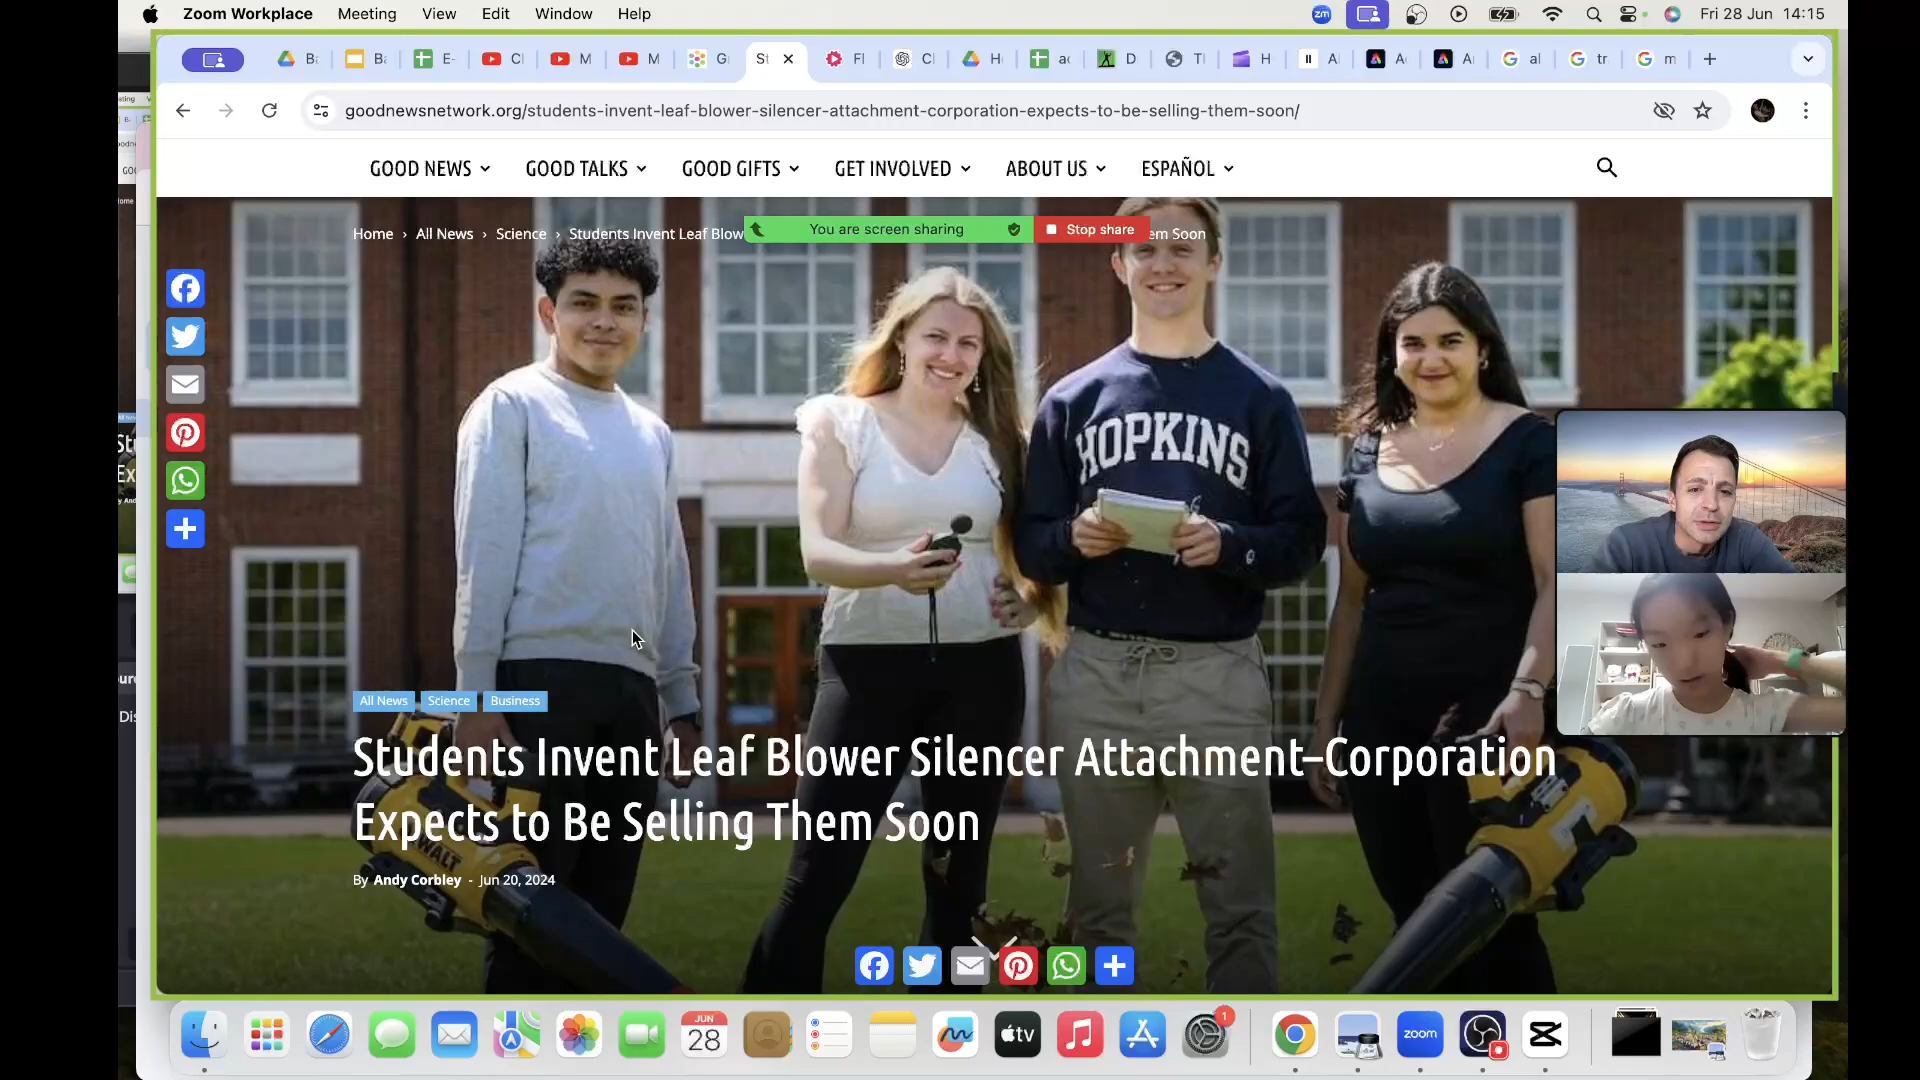 Zoom Workplace Meeting View Edit Window Help
zm Fri 28 Jun 14:15
goodnewsnetwork.org/students-invent-leaf-blower-silencer-attachment-corporation-expects-to-be-selling-them-soon/
GOOD NEWS GOOD TALKS GOOD GIFTS GET INVOLVED ABOUT US ESPAÑOL
You are screen sharing Stop share
Home › All News › Science › Students Invent Leaf Blow
em Soon
HOPKINS
All News Science Business
Students Invent Leaf Blower Silencer Attachment–Corporation
Expects to Be Selling Them Soon
By Andy Corbley - Jun 20, 2024
JUN
28
tv
1
zoom